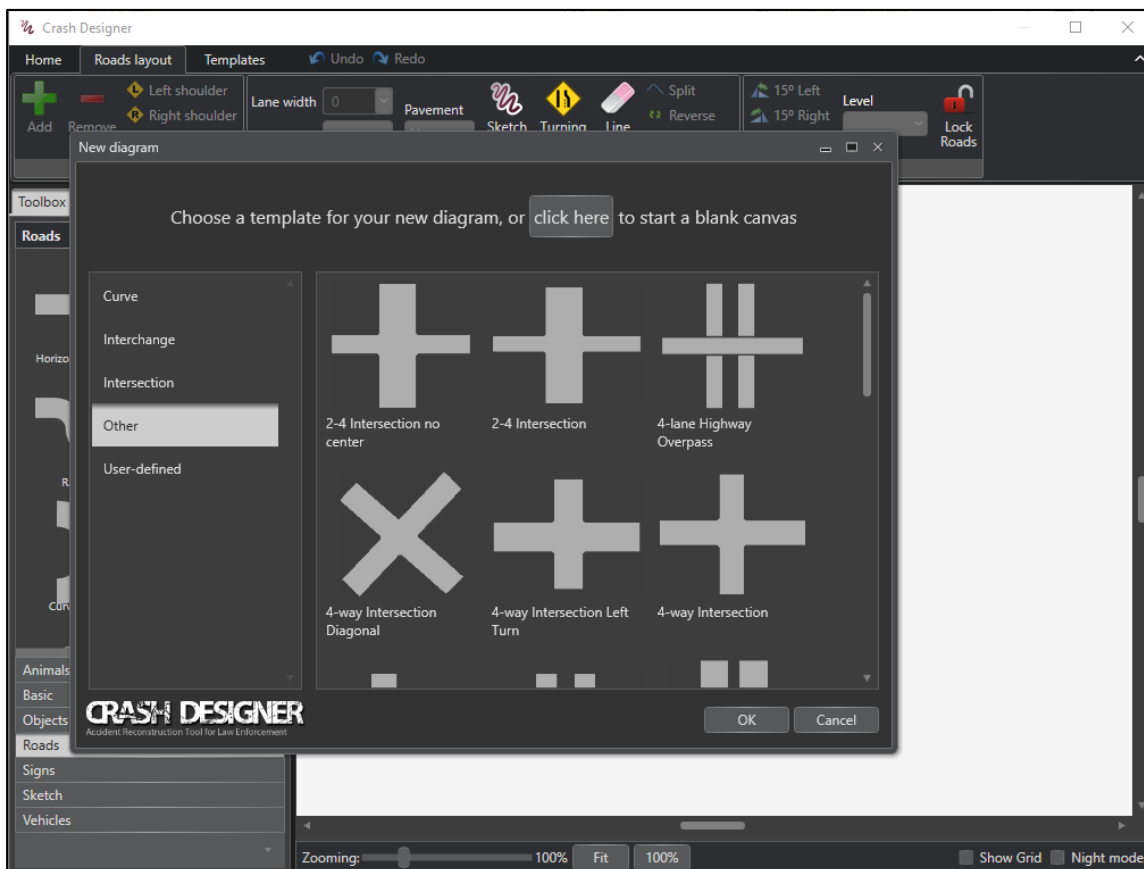 Crash Designer
Home Roads layout Templates Undo Redo
Add Remove
Left shoulder
Right shoulder
Lane width 0
Pavement
Sketch Turning Line
Split
Reverse
15º Left
15º Right
Level
Lock
Roads
New diagram
Choose a template for your new diagram, or click here to start a blank canvas
Toolbox
Roads
Curve
Interchange
Intersection
Other
User-defined
2-4 Intersection no
center
2-4 Intersection
4-lane Highway
Overpass
4-way Intersection
Diagonal
4-way Intersection Left
Turn
4-way Intersection
CRASH DESIGNER
Accident Reconstruction Tool for Law Enforcement
OK Cancel
Animals
Basic
Objects
Roads
Signs
Sketch
Vehicles
Zooming: 100% Fit 100% Show Grid Night mode